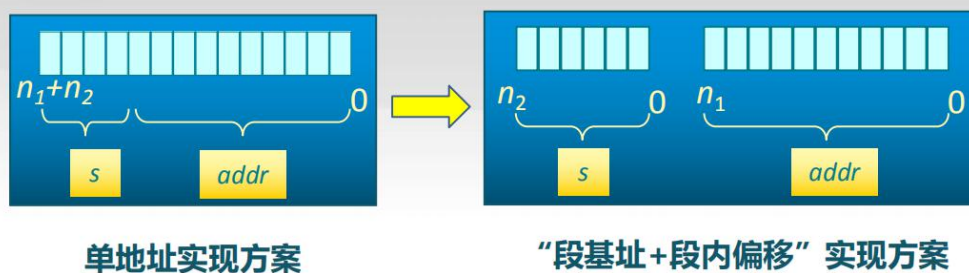 n₁+n₂ 0 n₂ 0 n₁ 0
s addr s addr
单地址实现方案 “段基址+段内偏移”实现方案